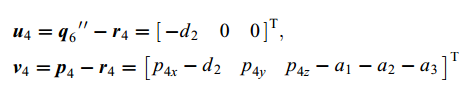 u₄ = q₆″ − r₄ = [−d₂ 0 0]ᵀ,
v₄ = p₄ − r₄ = [p₄ₓ − d₂ p₄ᵧ p₄z − a₁ − a₂ − a₃]ᵀ